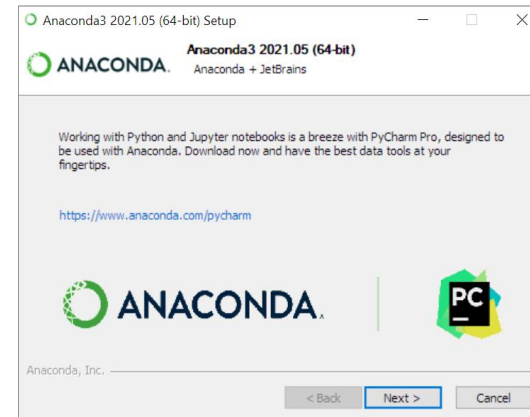 Anaconda3 2021.05 (64-bit) Setup
Anaconda3 2021.05 (64-bit)
ANACONDA.
Anaconda + JetBrains
Working with Python and Jupyter notebooks is a breeze with PyCharm Pro, designed to
be used with Anaconda. Download now and have the best data tools at your
fingertips.
https://www.anaconda.com/pycharm
ANACONDA.
PC
Anaconda, Inc.
< Back Next > Cancel